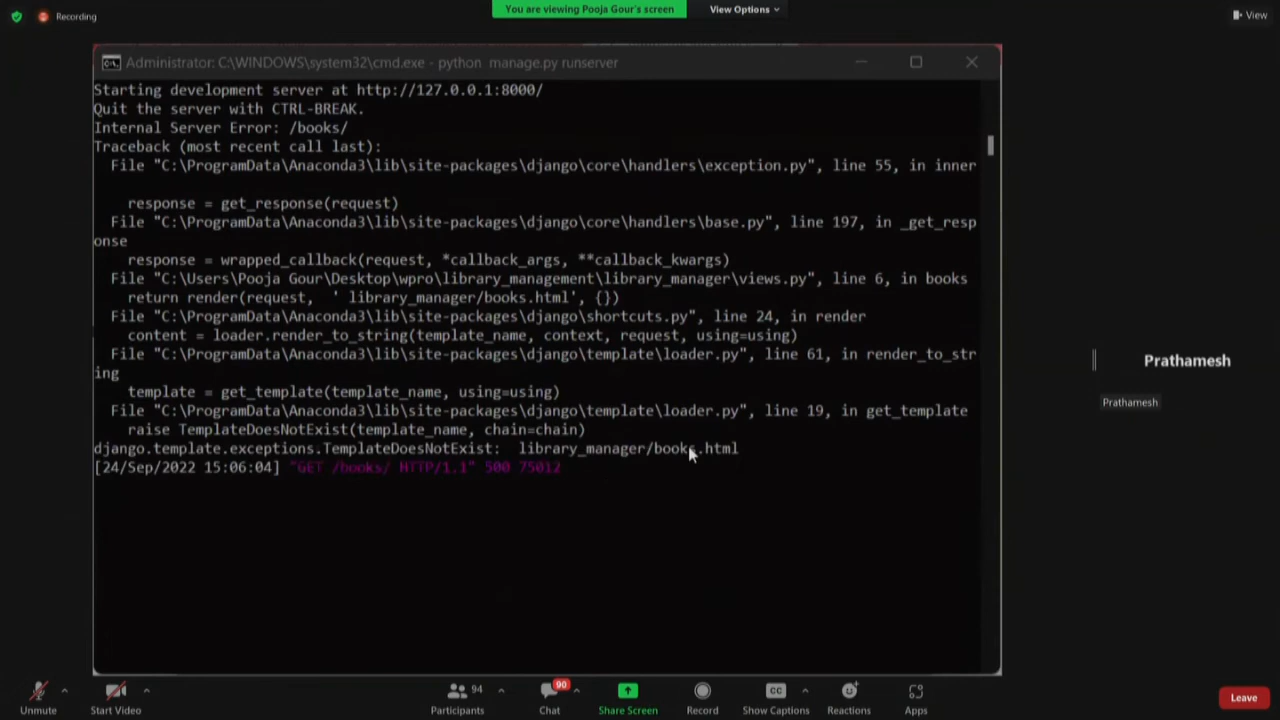 Recording
You are viewing Pooja Gour's screen
View Options
View
Administrator: C:\WINDOWS\system32\cmd.exe - python  manage.py runserver
Starting development server at http://127.0.0.1:8000/
Quit the server with CTRL-BREAK.
Internal Server Error: /books/
Traceback (most recent call last):
  File "C:\ProgramData\Anaconda3\lib\site-packages\django\core\handlers\exception.py", line 55, in inner
    response = get_response(request)
  File "C:\ProgramData\Anaconda3\lib\site-packages\django\core\handlers\base.py", line 197, in _get_resp
onse
    response = wrapped_callback(request, *callback_args, **callback_kwargs)
  File "C:\Users\Pooja Gour\Desktop\wpro\library_management\library_manager\views.py", line 6, in books
    return render(request,  ' library_manager/books.html', {})
  File "C:\ProgramData\Anaconda3\lib\site-packages\django\shortcuts.py", line 24, in render
    content = loader.render_to_string(template_name, context, request, using=using)
  File "C:\ProgramData\Anaconda3\lib\site-packages\django\template\loader.py", line 61, in render_to_str
ing
    template = get_template(template_name, using=using)
  File "C:\ProgramData\Anaconda3\lib\site-packages\django\template\loader.py", line 19, in get_template
    raise TemplateDoesNotExist(template_name, chain=chain)
django.template.exceptions.TemplateDoesNotExist:  library_manager/books.html
[24/Sep/2022 15:06:04] "GET /books/ HTTP/1.1" 500 75012
Prathamesh
Prathamesh
94
90
CC
Unmute
Start Video
Participants
Chat
Share Screen
Record
Show Captions
Reactions
Apps
Leave